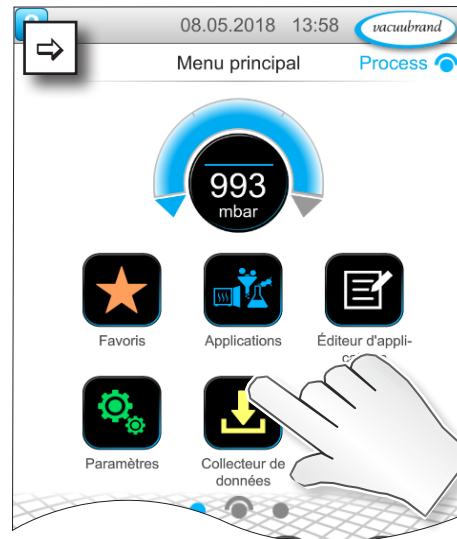 08.05.2018 13:58 vacuubrand
Menu principal Process
993
mbar
Favoris
Applications
Éditeur d'appli-
Paramètres
Collecteur de
données